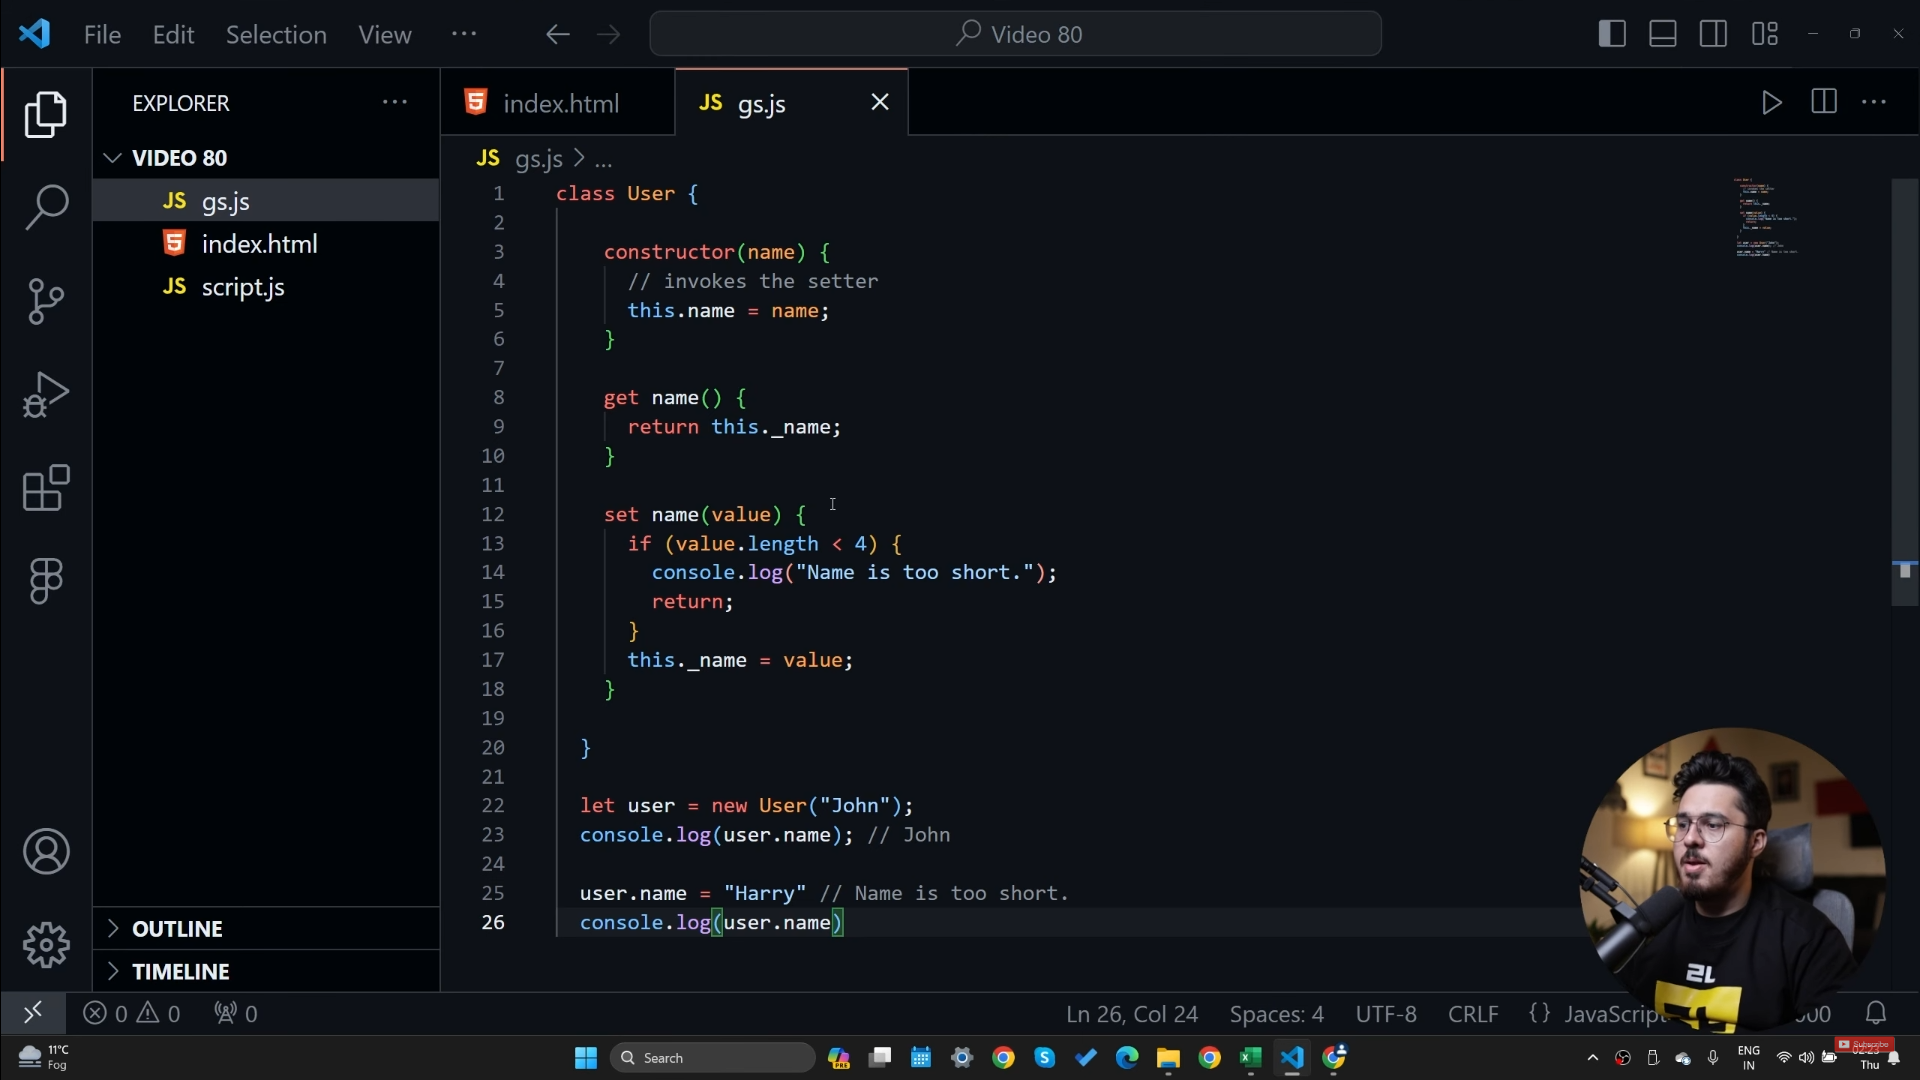 File Edit Selection View ··· Video 80
EXPLORER ···
VIDEO 80
JS gs.js
index.html
JS script.js
OUTLINE
TIMELINE
index.html JS gs.js
JS gs.js > ...
1 class User {
2
3 constructor(name) {
4 // invokes the setter
5 this.name = name;
6 }
7
8 get name() {
9 return this._name;
10 }
11
12 set name(value) {
13 if (value.length < 4) {
14 console.log("Name is too short.");
15 return;
16 }
17 this._name = value;
18 }
19
20 }
21
22 let user = new User("John");
23 console.log(user.name); // John
24
25 user.name = "Harry" // Name is too short.
26 console.log(user.name)
21
0 0 0 Ln 26, Col 24 Spaces: 4 UTF-8 CRLF {} JavaScript
11°C
Fog
Search
PRE
ENG
IN
Subscribe
Thu